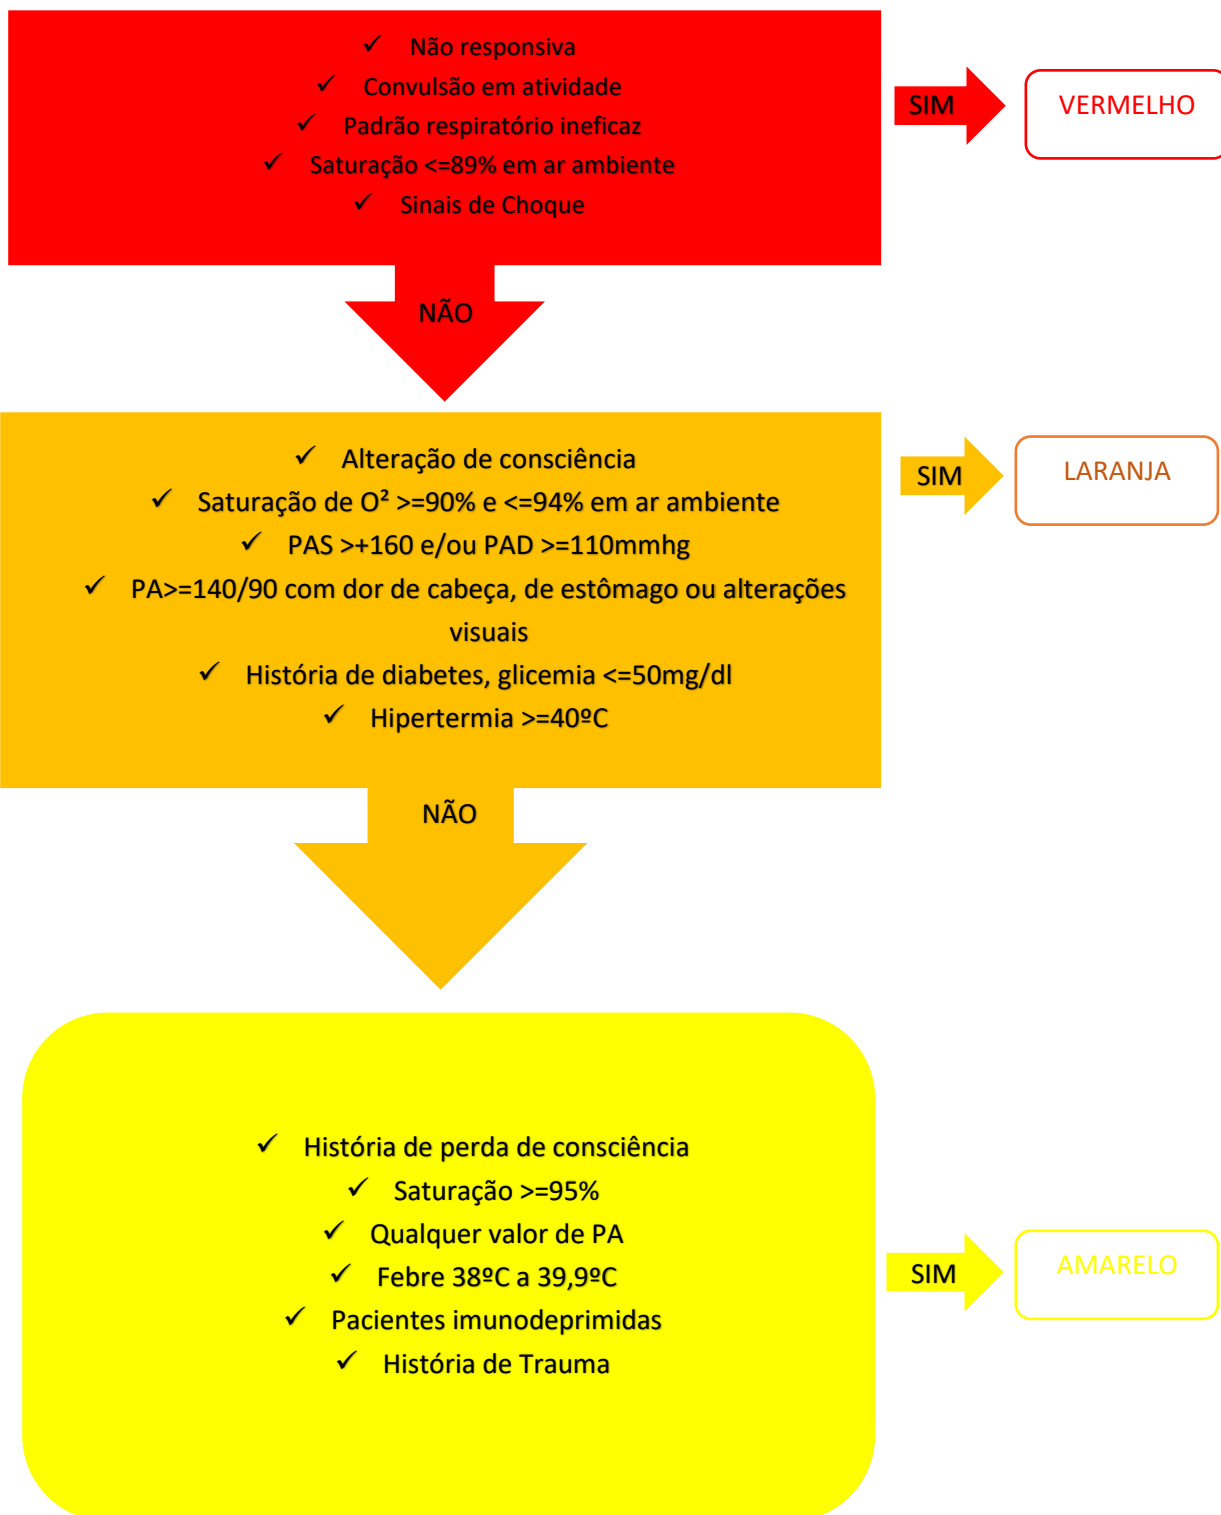 ✓ Não responsiva
✓ Convulsão em atividade
✓ Padrão respiratório ineficaz
✓ Saturação <=89% em ar ambiente
✓ Sinais de Choque
SIM
VERMELHO
NÃO
✓ Alteração de consciência
✓ Saturação de O² >=90% e <=94% em ar ambiente
✓ PAS >+160 e/ou PAD >=110mmhg
✓ PA>=140/90 com dor de cabeça, de estômago ou alterações
visuais
✓ História de diabetes, glicemia <=50mg/dl
✓ Hipertermia >=40ºC
SIM
LARANJA
NÃO
✓ História de perda de consciência
✓ Saturação >=95%
✓ Qualquer valor de PA
✓ Febre 38ºC a 39,9ºC
✓ Pacientes imunodeprimidas
✓ História de Trauma
SIM
AMARELO